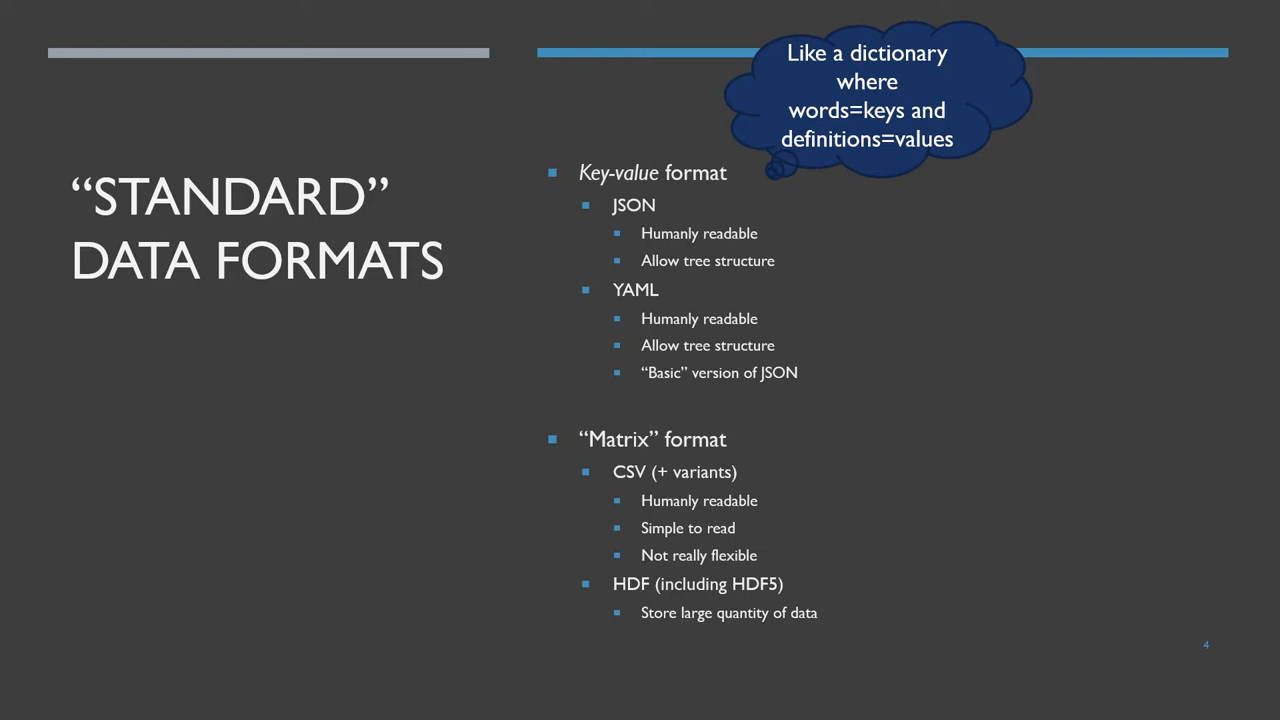 Like a dictionary
where
words=keys and
definitions=values
“STANDARD”
DATA FORMATS
Key-value format
JSON
Humanly readable
Allow tree structure
YAML
Humanly readable
Allow tree structure
“Basic” version of JSON
“Matrix” format
CSV (+ variants)
Humanly readable
Simple to read
Not really flexible
HDF (including HDF5)
Store large quantity of data
4